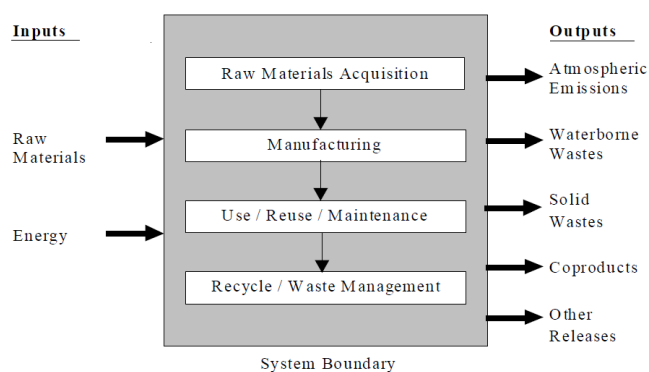 Inputs
Raw
Materials
Energy
Raw Materials Acquisition
Manufacturing
Use / Reuse / Maintenance
Recycle / Waste Management
System Boundary
Outputs
Atmospheric
Emissions
Waterborne
Wastes
Solid
Wastes
Coproducts
Other
Releases